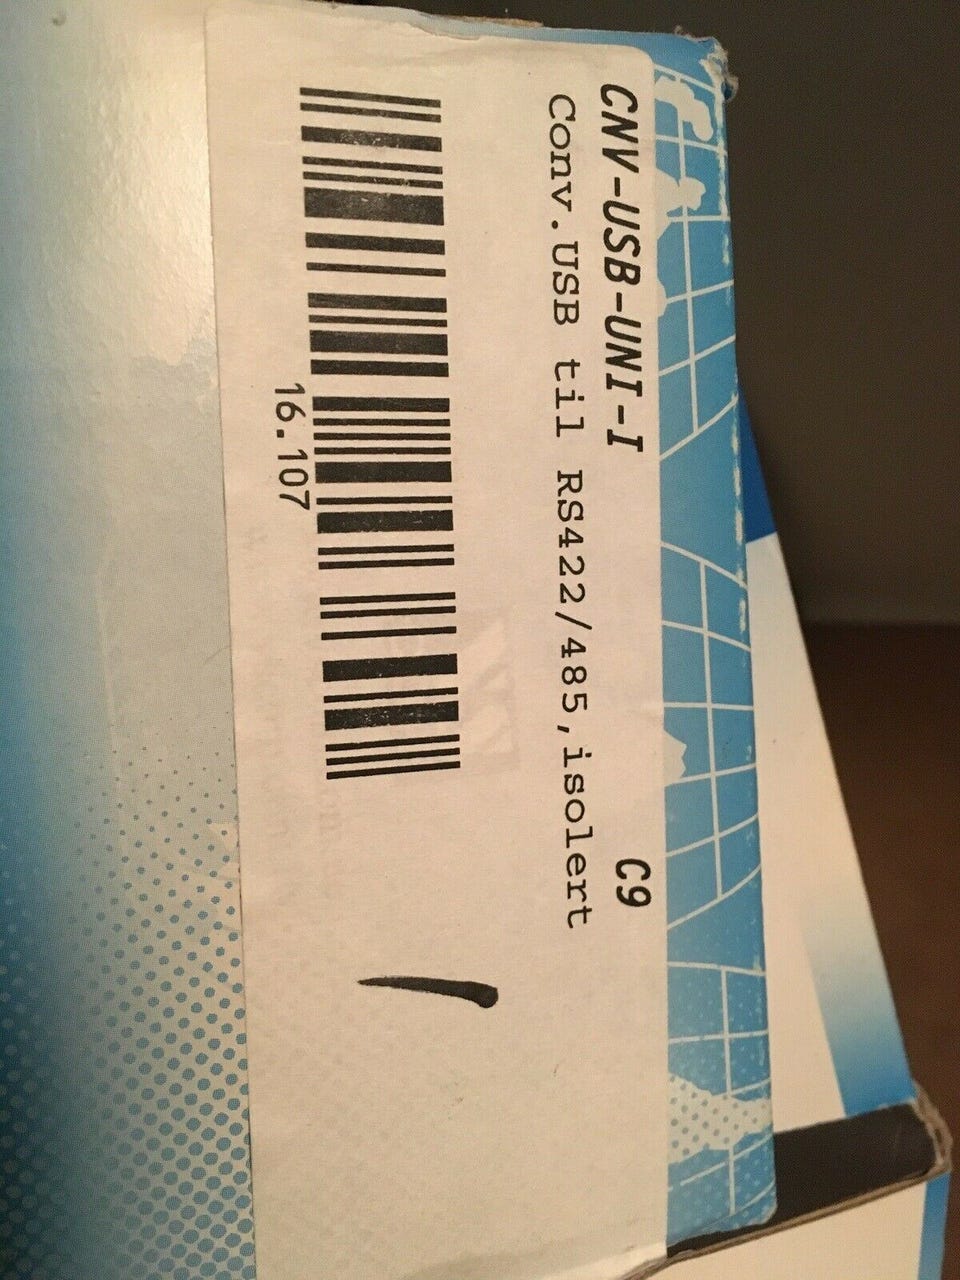 CNV-USB-UNI-I C9
Conv.USB til RS422/485,isolert
16.107